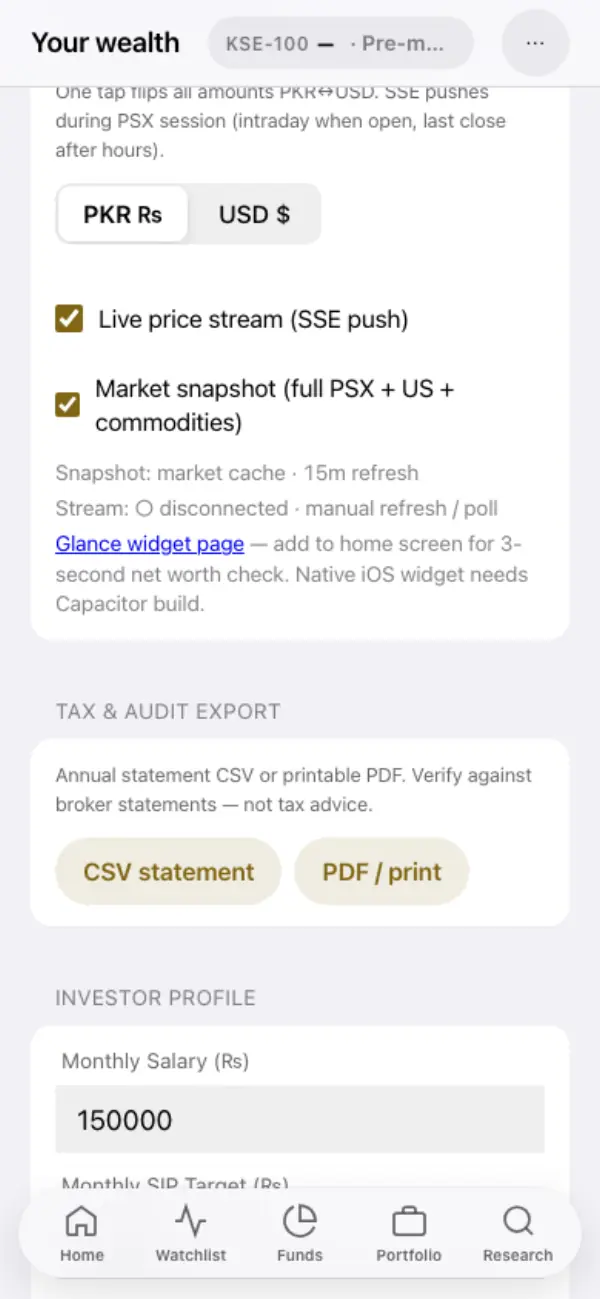 Your wealth
KSE-100 – · Pre-m...
...
One tap flips all amounts PKR↔USD. SSE pushes
during PSX session (intraday when open, last close
after hours).
PKR Rs
USD $
Live price stream (SSE push)
Market snapshot (full PSX + US +
commodities)
Snapshot: market cache · 15m refresh
Stream: ○ disconnected · manual refresh / poll
Glance widget page — add to home screen for 3-
second net worth check. Native iOS widget needs
Capacitor build.
TAX & AUDIT EXPORT
Annual statement CSV or printable PDF. Verify against
broker statements — not tax advice.
CSV statement
PDF / print
INVESTOR PROFILE
Monthly Salary (Rs)
150000
Monthly SIP Target (Rs)
Home
Watchlist
Funds
Portfolio
Research